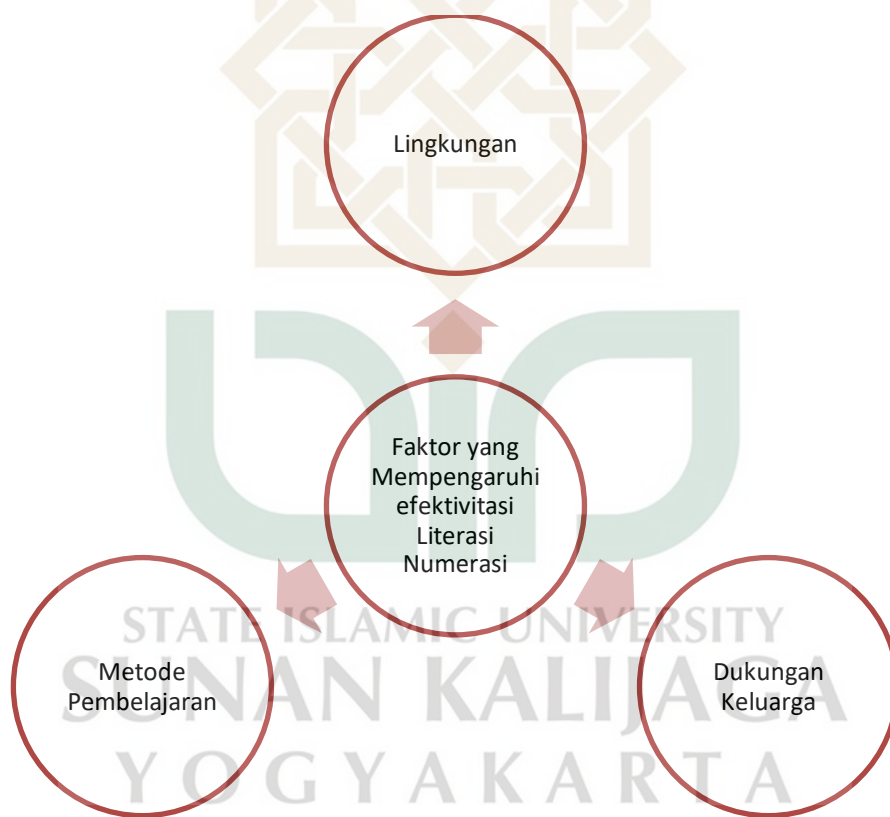 Lingkungan
Faktor yang
Mempengaruhi
efektivitasi
Literasi
Numerasi
Metode
Pembelajaran
Dukungan
Keluarga
STATE ISLAMIC UNIVERSITY
SUNAN KALIJAGA
YOGYAKARTA